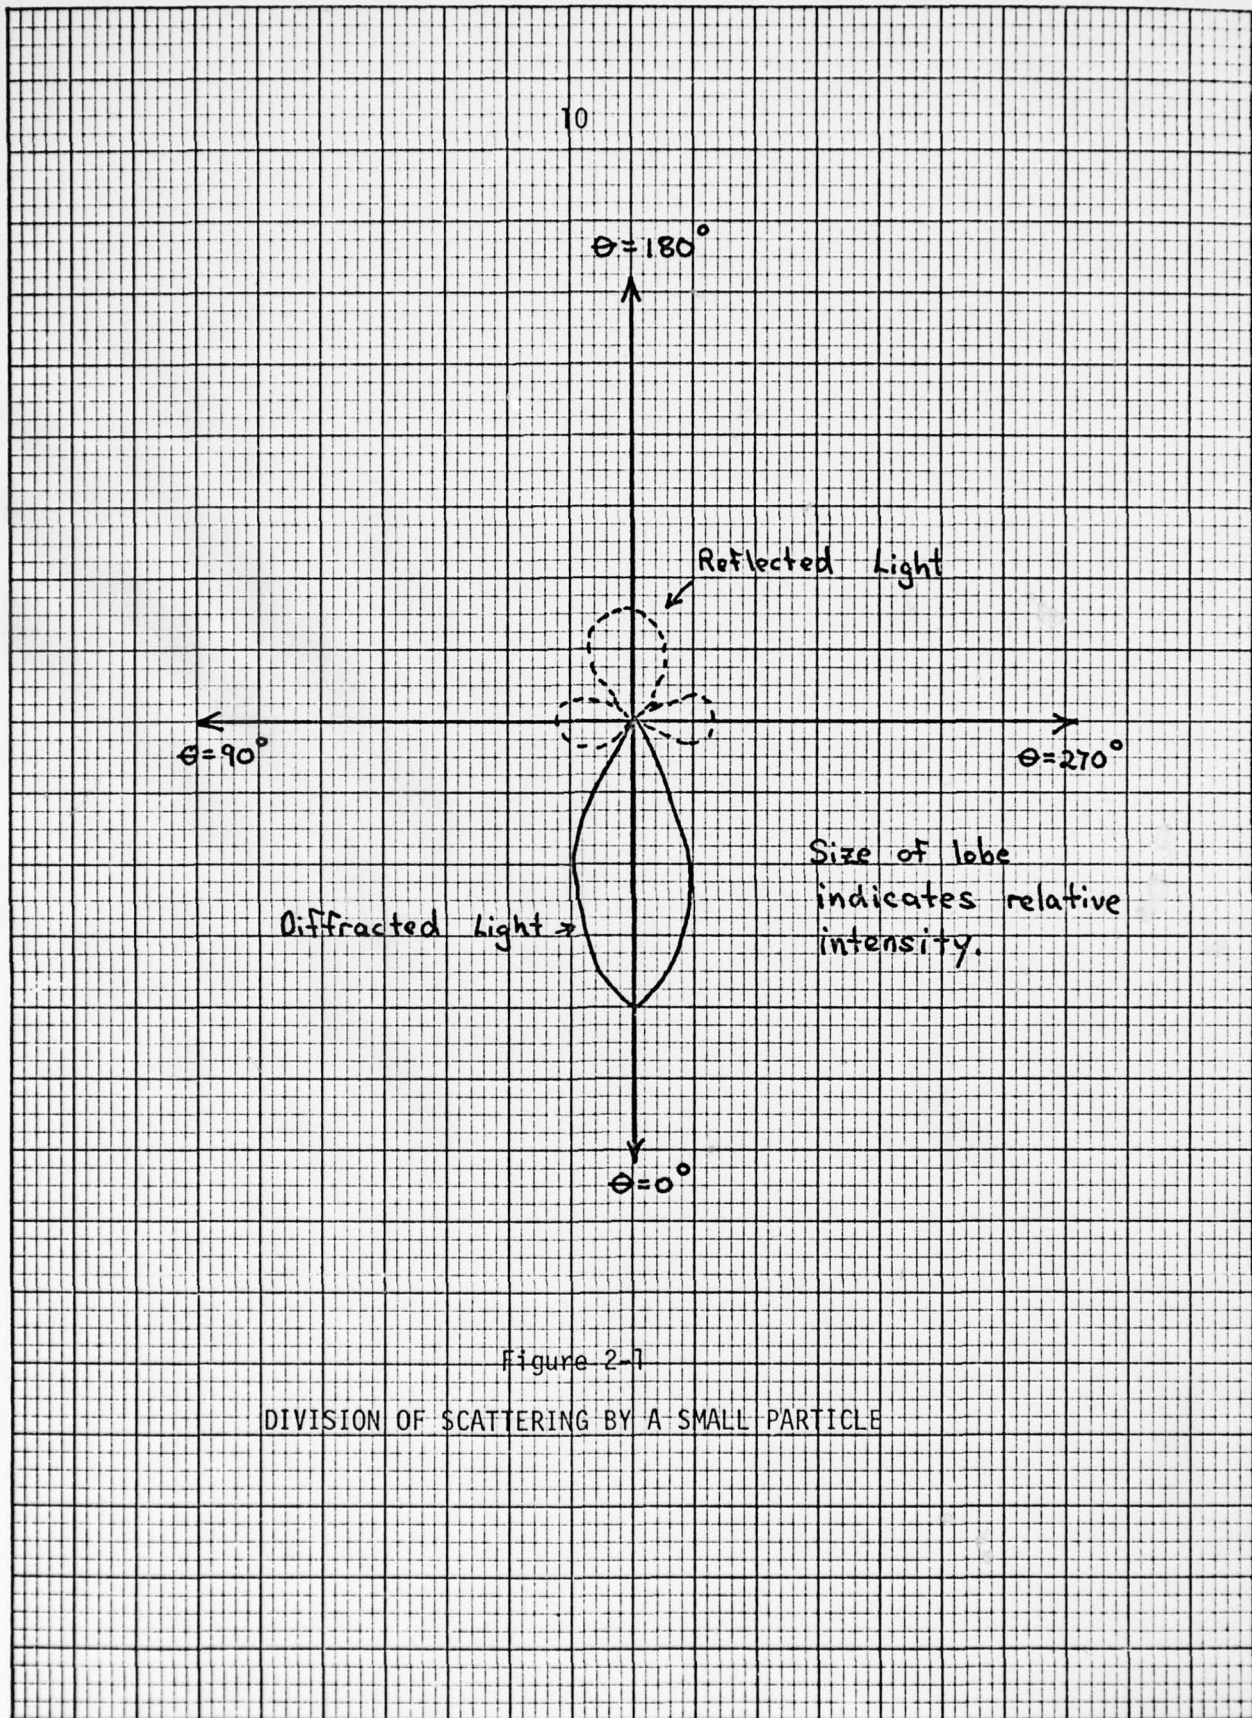 10
θ=180°
Reflected Light
θ=90°
θ=270°
Size of lobe
indicates relative
intensity.
Diffracted Light
θ=0°
Figure 2-1
DIVISION OF SCATTERING BY A SMALL PARTICLE